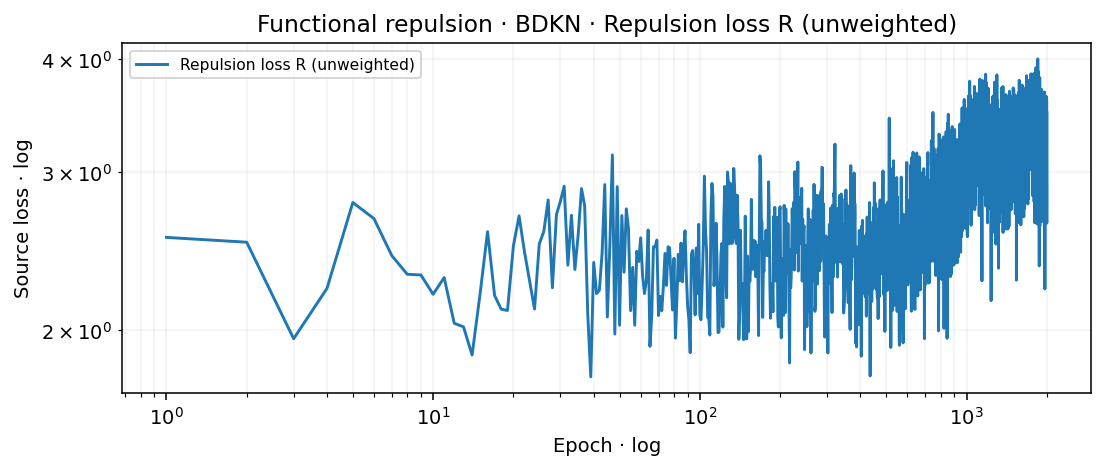 Functional repulsion · BDKN · Repulsion loss R (unweighted)
Repulsion loss R (unweighted)
Source loss · log
4 × 10⁰
3 × 10⁰
2 × 10⁰
10⁰ 10¹ 10² 10³
Epoch · log